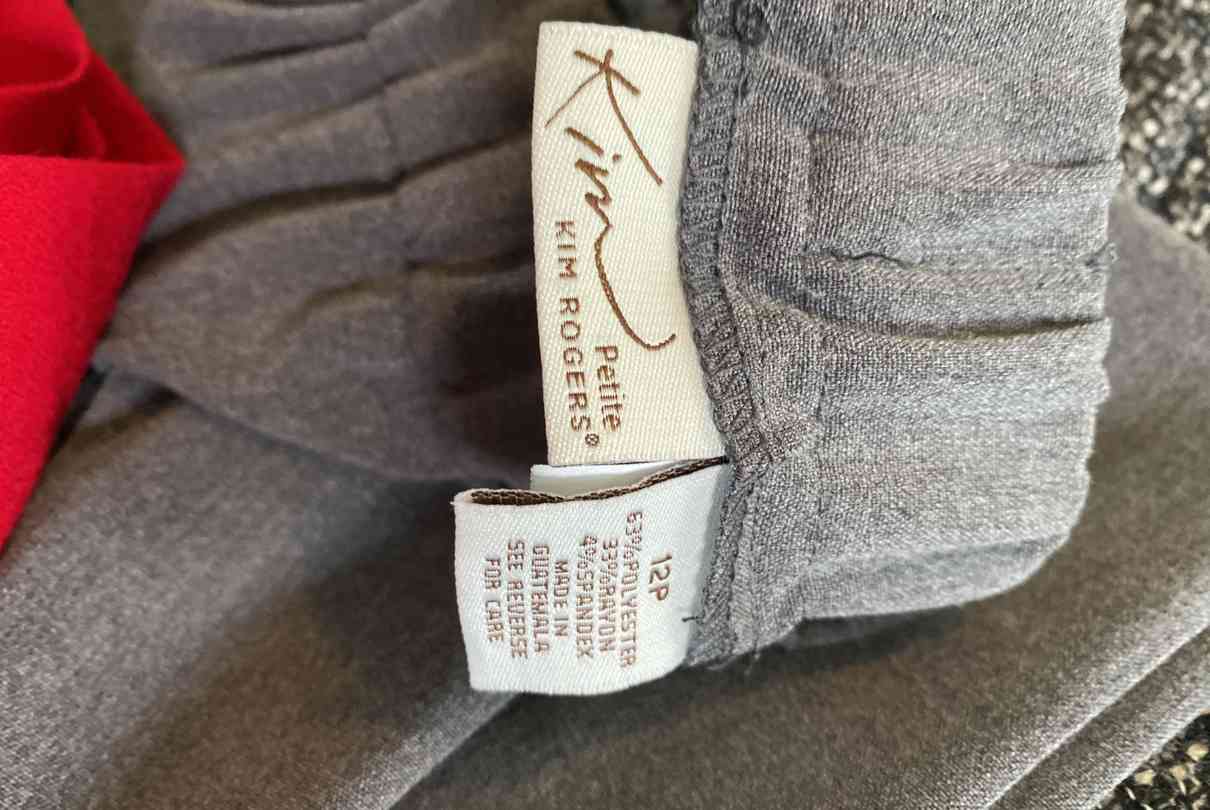 Kim
Petite
KIM ROGERS®
12P
63%POLYESTER
33%RAYON
4%SPANDEX
MADE IN
GUATEMALA
SEE REVERSE
FOR CARE